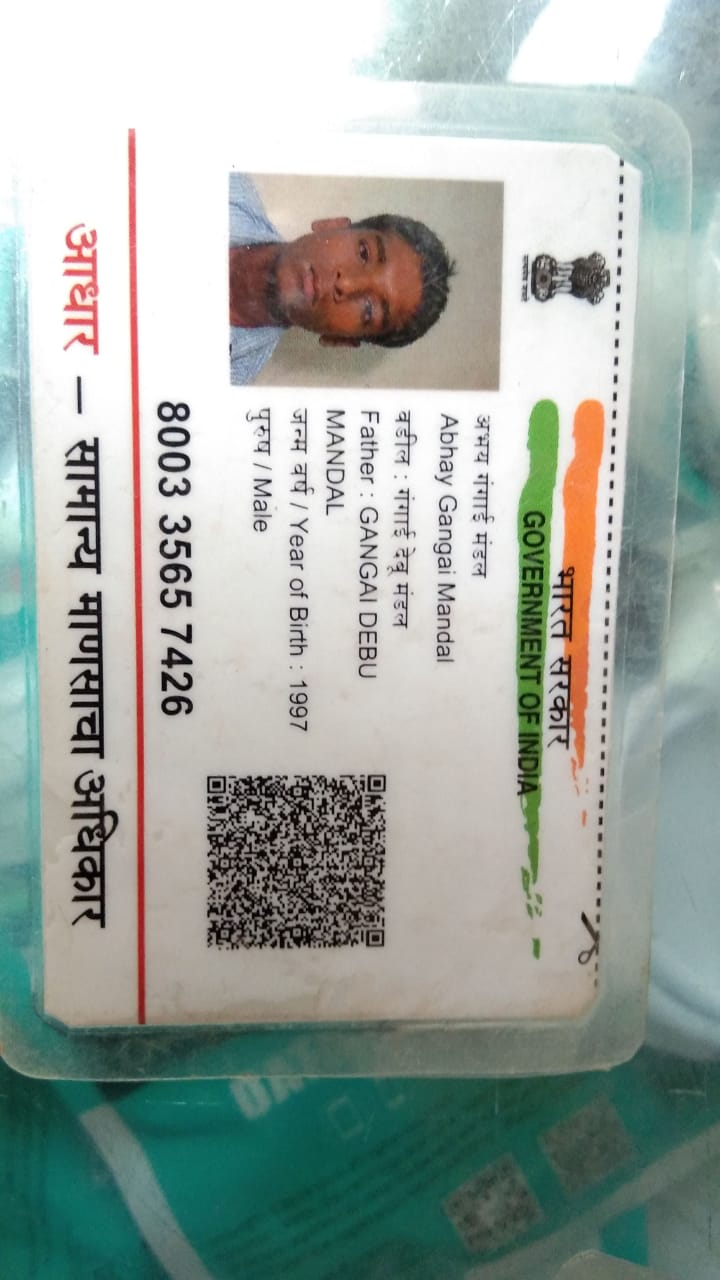 भारत सरकार
GOVERNMENT OF INDIA
अभय गंगाई मंडल
Abhay Gangai Mandal
वडील : गंगाई देबू मंडल
Father : GANGAI DEBU
MANDAL
जन्म वर्ष / Year of Birth : 1997
पुरुष / Male
8003 3565 7426
आधार – सामान्य माणसाचा अधिकार